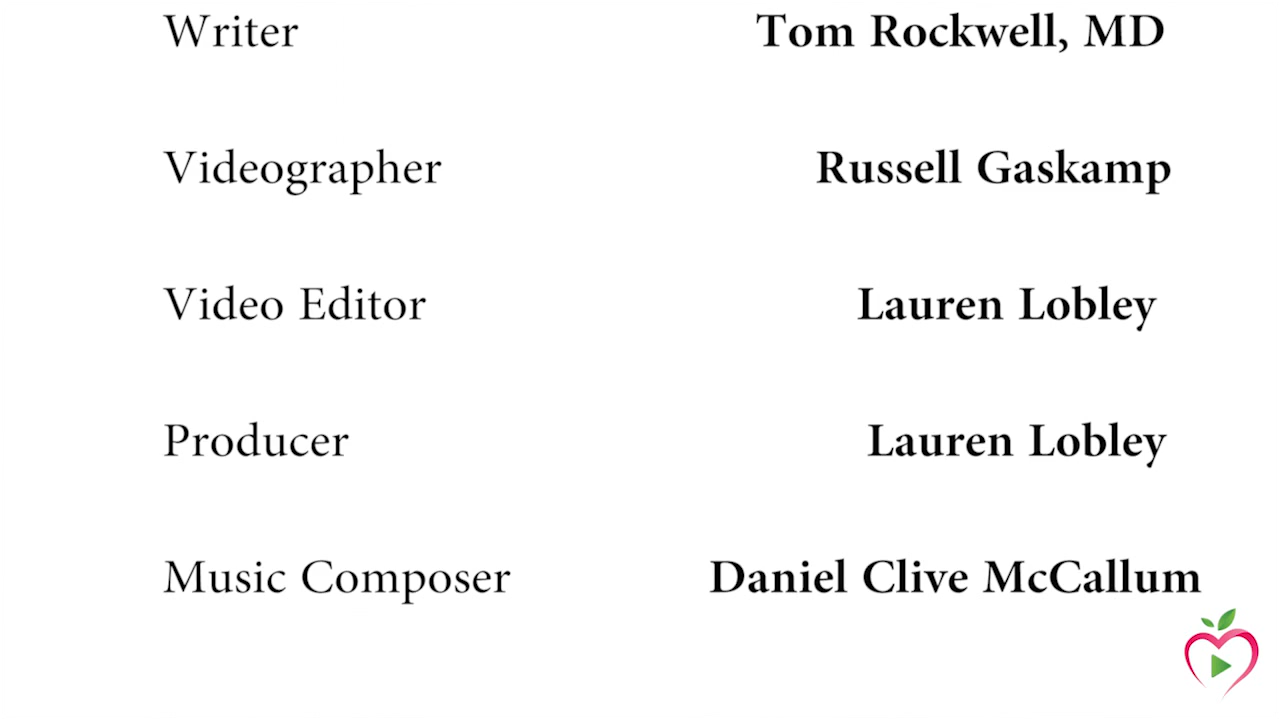 Writer Tom Rockwell, MD
Videographer Russell Gaskamp
Video Editor Lauren Lobley
Producer Lauren Lobley
Music Composer Daniel Clive McCallum